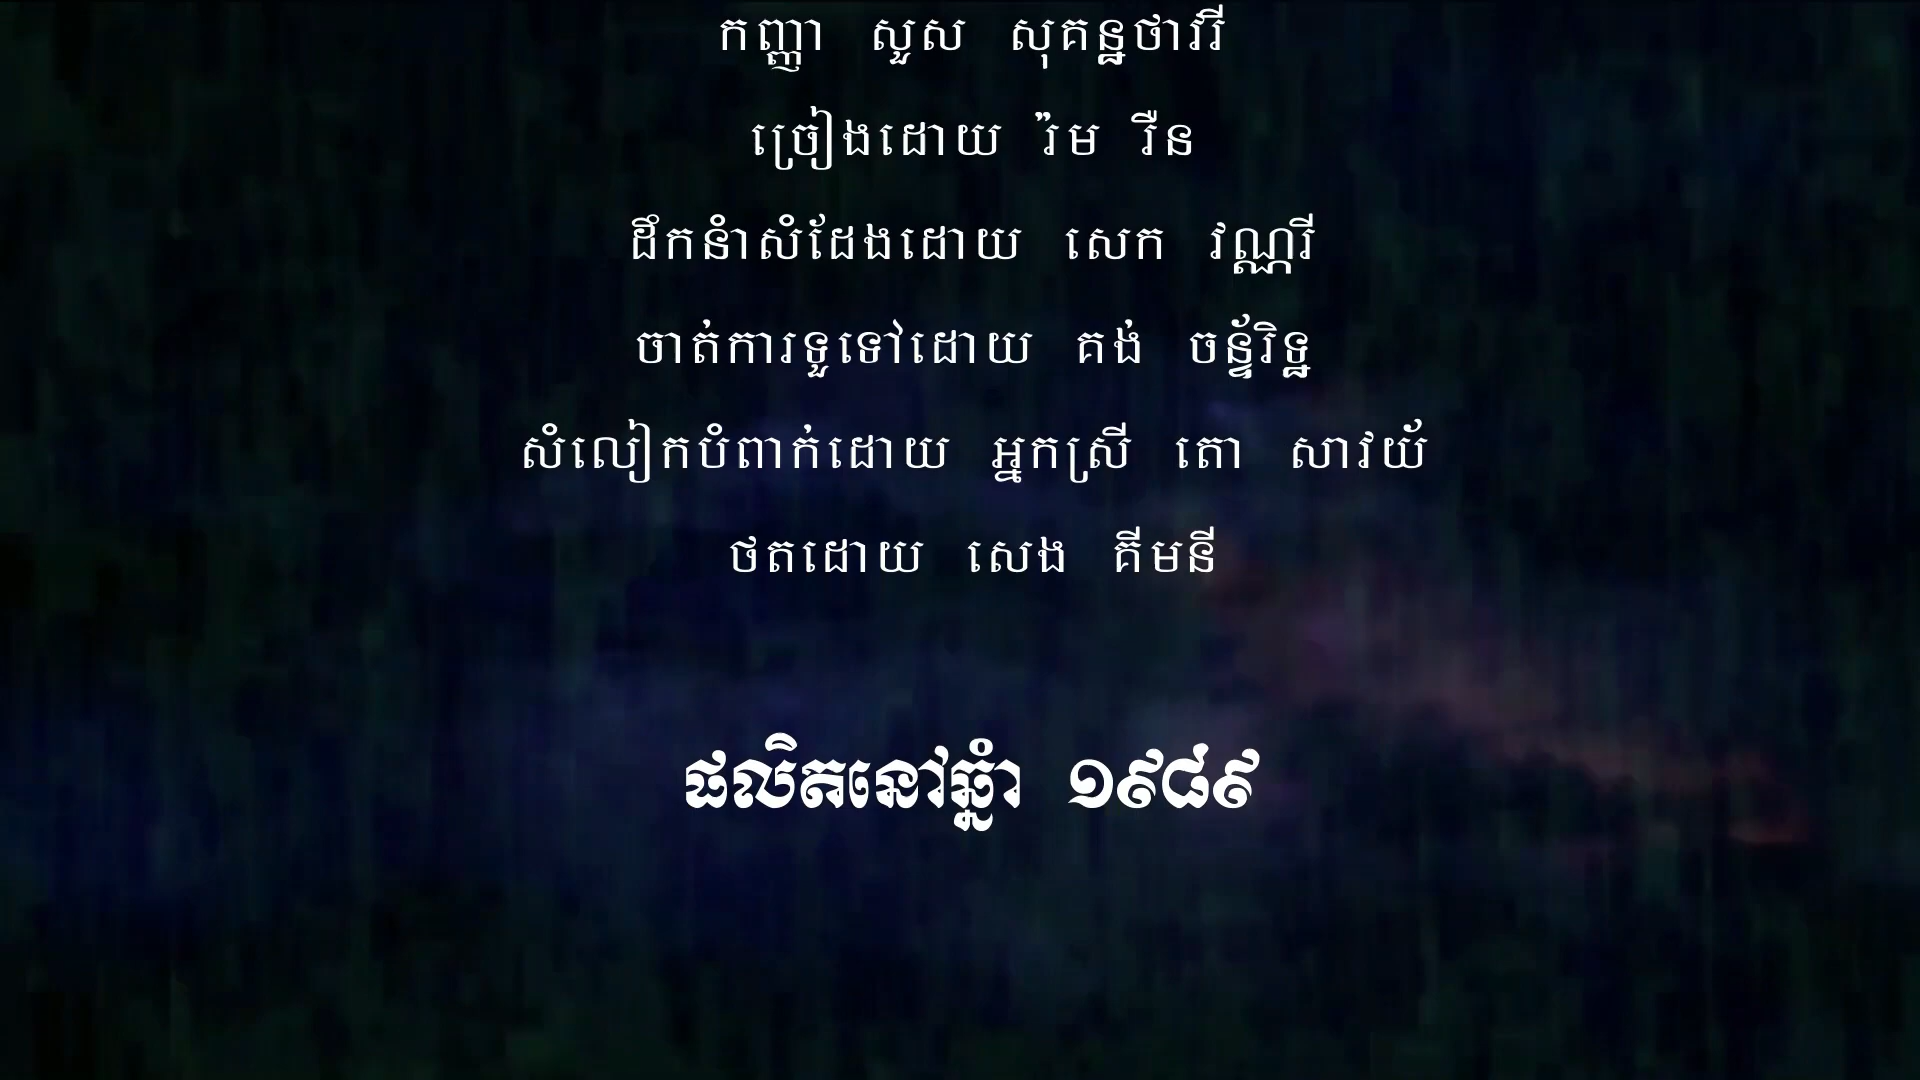 កញ្ញា សួស សុគន្ឋថាវរី
ច្រៀងដោយ រ៉ម រឺន
ដឹកនំាសំដែងដោយ សេក វណ្ណរី
ចាត់ការទួទៅដោយ គង់ ចន្ទ័រិទ្ឋ
សំលៀកបំពាក់ដោយ អ្នកស្រី តោ សាវយ័
ថតដោយ សេង គីមនី
ផលិតនៅឆ្នំា ១៩៨៩